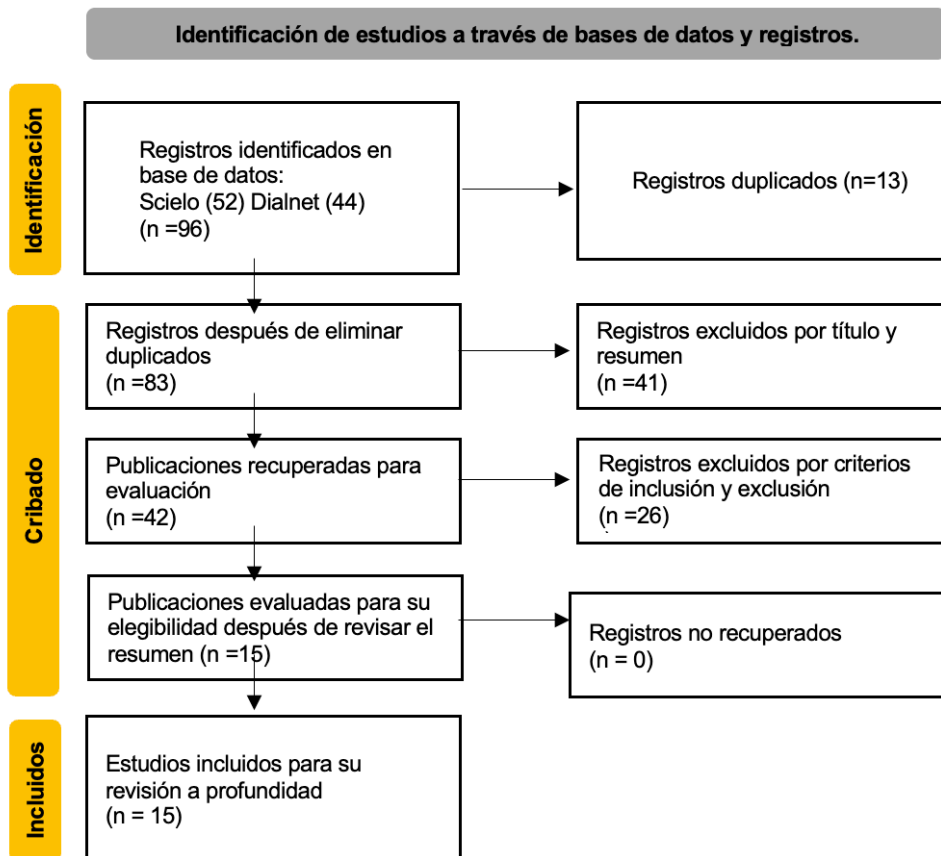 Identificación de estudios a través de bases de datos y registros.
Identificación
Registros identificados en
base de datos:
Scielo (52) Dialnet (44)
(n =96)
Registros duplicados (n=13)
Cribado
Registros después de eliminar
duplicados
(n =83)
Registros excluidos por título y
resumen
(n =41)
Publicaciones recuperadas para
evaluación
(n =42)
Registros excluidos por criterios
de inclusión y exclusión
(n =26)
Publicaciones evaluadas para su
elegibilidad después de revisar el
resumen (n =15)
Registros no recuperados
(n = 0)
Incluidos
Estudios incluidos para su
revisión a profundidad
(n = 15)